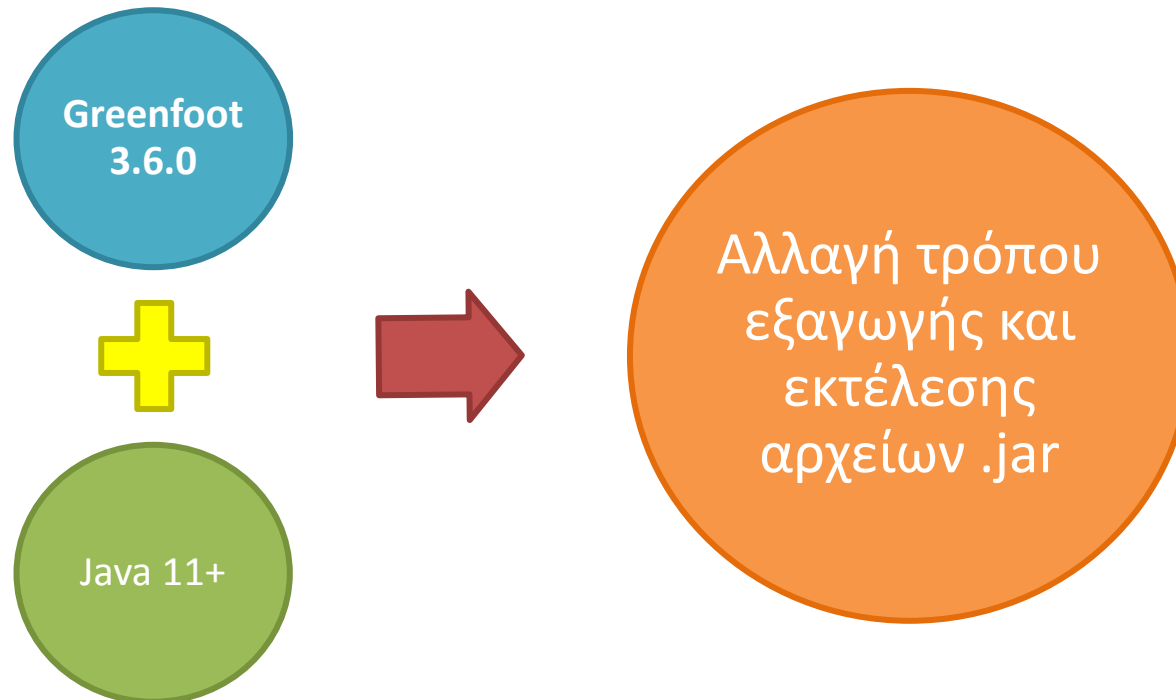 Greenfoot
3.6.0
Java 11+
Αλλαγή τρόπου
εξαγωγής και
εκτέλεσης
αρχείων .jar